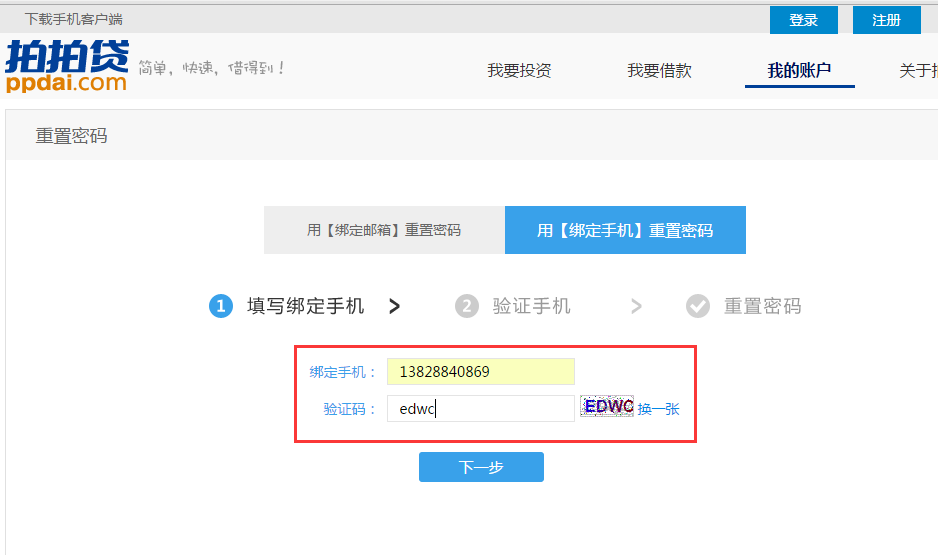 下载手机客户端
登录
注册
拍拍贷
ppdai.com
简单，快速，借得到！
我要投资
我要借款
我的账户
关于
重置密码
用【绑定邮箱】重置密码
用【绑定手机】重置密码
1 填写绑定手机 >
2 验证手机 >
重置密码
绑定手机： 13828840869
验证码： edwc EDWC 换一张
下一步